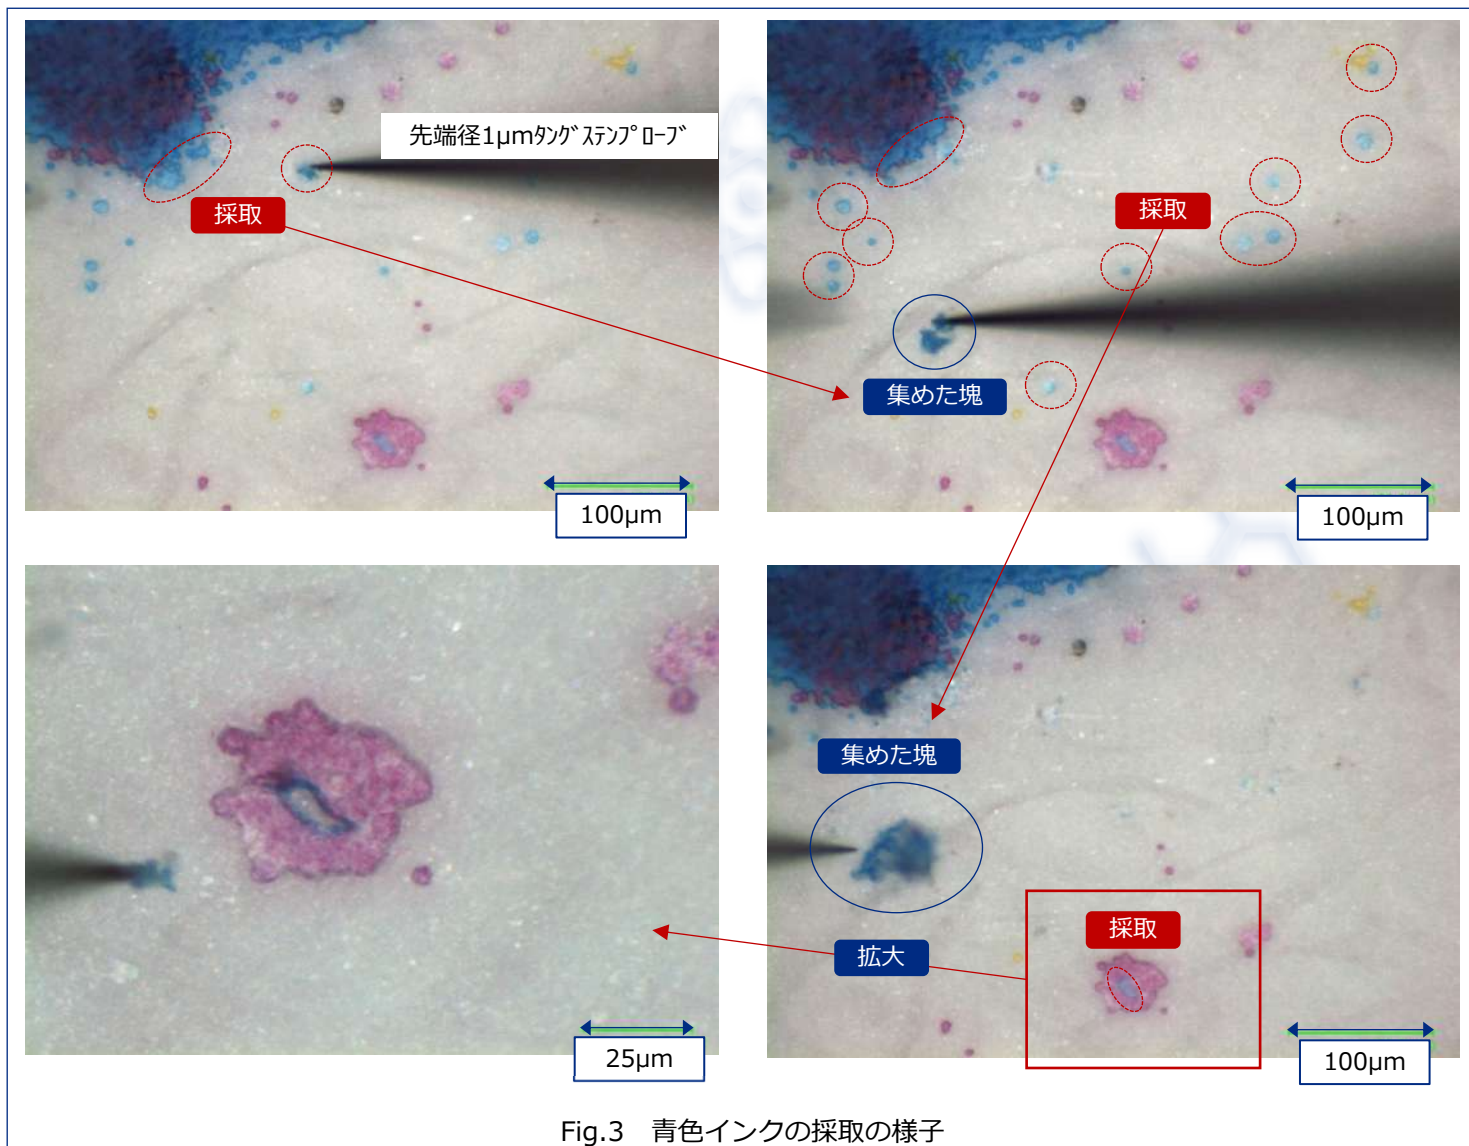 先端径1μmﾀﾝｸﾞｽﾃﾝﾌﾟﾛｰﾌﾞ
採取
100μm
採取
集めた塊
100μm
25μm
集めた塊
拡大
採取
100μm
Fig.3 青色インクの採取の様子